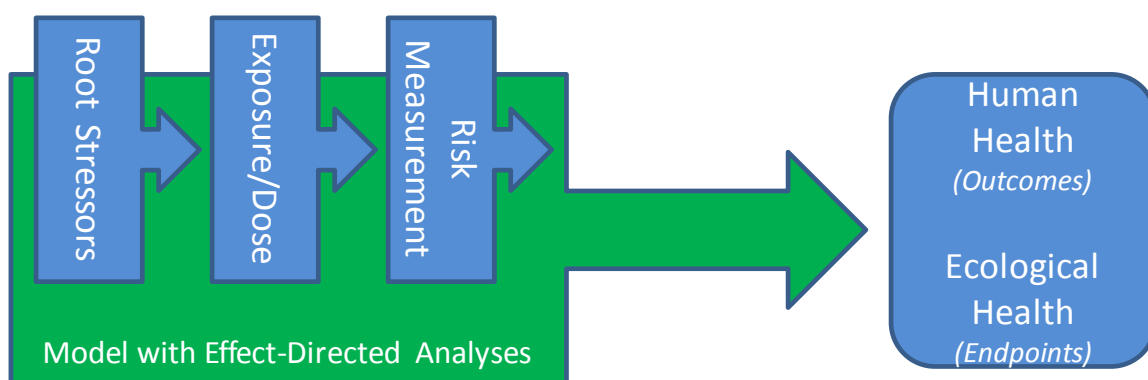 Root Stressors
Exposure/Dose
Risk
Measurement
Model with Effect-Directed Analyses
Human
Health
(Outcomes)
Ecological
Health
(Endpoints)